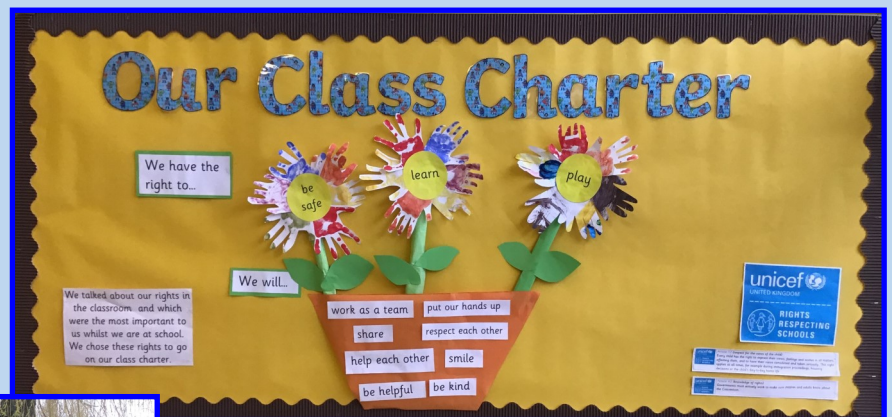 Our Class Charter
We have the
right to...
be
safe
learn
play
We will...
We talked about our rights in
the classroom and which
were the most important to
us whilst we are at school.
We chose these rights to go
on our class charter.
work as a team
put our hands up
share
respect each other
help each other
smile
be helpful
be kind
unicef
UNITED KINGDOM
RIGHTS
RESPECTING
SCHOOLS